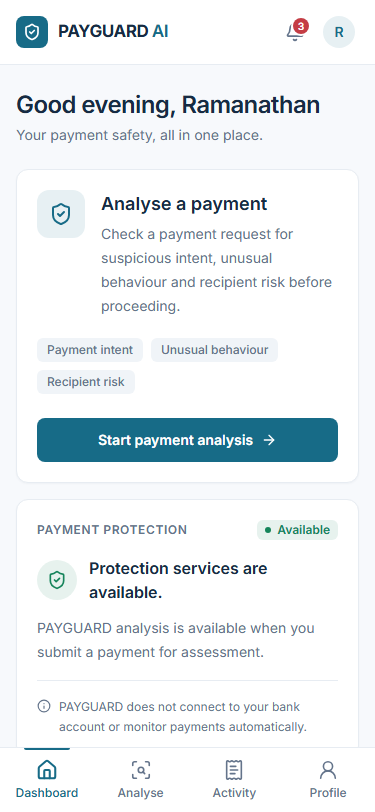 PAYGUARD AI
3
R
Good evening, Ramanathan
Your payment safety, all in one place.
Analyse a payment
Check a payment request for
suspicious intent, unusual
behaviour and recipient risk before
proceeding.
Payment intent
Unusual behaviour
Recipient risk
Start payment analysis →
PAYMENT PROTECTION
Available
Protection services are
available.
PAYGUARD analysis is available when you
submit a payment for assessment.
PAYGUARD does not connect to your bank
account or monitor payments automatically.
Dashboard
Analyse
Activity
Profile